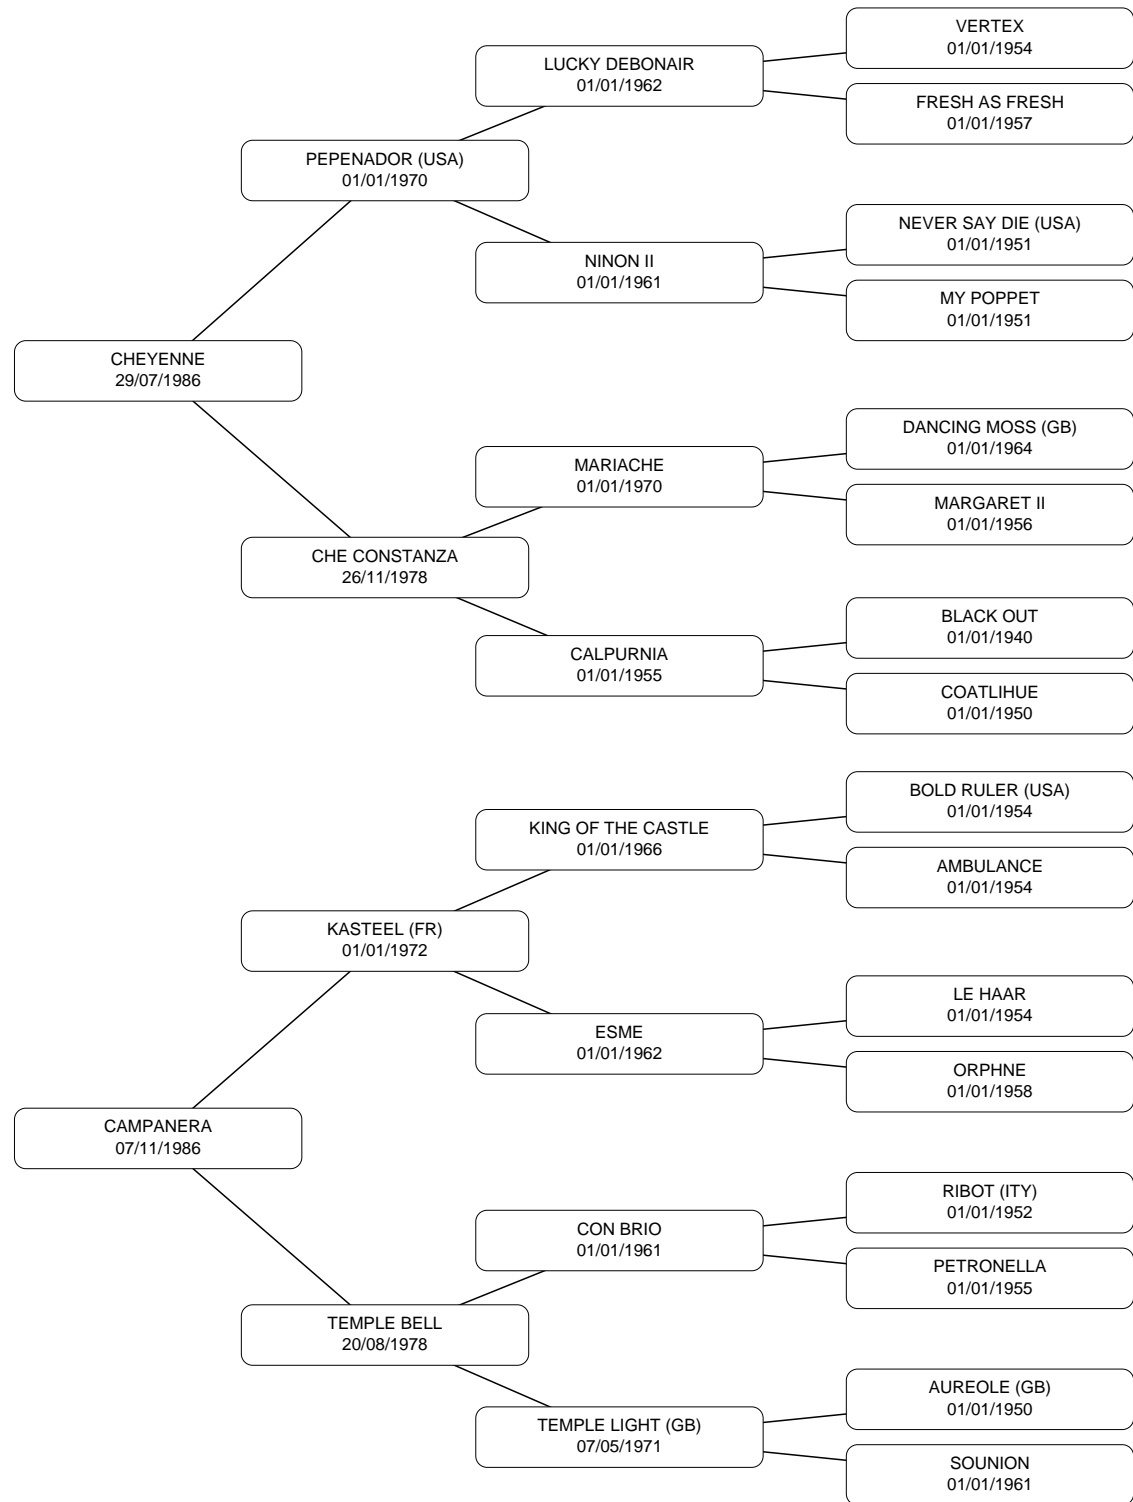 VERTEX
01/01/1954
LUCKY DEBONAIR
01/01/1962
FRESH AS FRESH
01/01/1957
PEPENADOR (USA)
01/01/1970
NEVER SAY DIE (USA)
01/01/1951
NINON II
01/01/1961
MY POPPET
01/01/1951
CHEYENNE
29/07/1986
DANCING MOSS (GB)
01/01/1964
MARIACHE
01/01/1970
MARGARET II
01/01/1956
CHE CONSTANZA
26/11/1978
BLACK OUT
01/01/1940
CALPURNIA
01/01/1955
COATLIHUE
01/01/1950
BOLD RULER (USA)
01/01/1954
KING OF THE CASTLE
01/01/1966
AMBULANCE
01/01/1954
KASTEEL (FR)
01/01/1972
LE HAAR
01/01/1954
ESME
01/01/1962
ORPHNE
01/01/1958
CAMPANERA
07/11/1986
RIBOT (ITY)
01/01/1952
CON BRIO
01/01/1961
PETRONELLA
01/01/1955
TEMPLE BELL
20/08/1978
AUREOLE (GB)
01/01/1950
TEMPLE LIGHT (GB)
07/05/1971
SOUNION
01/01/1961